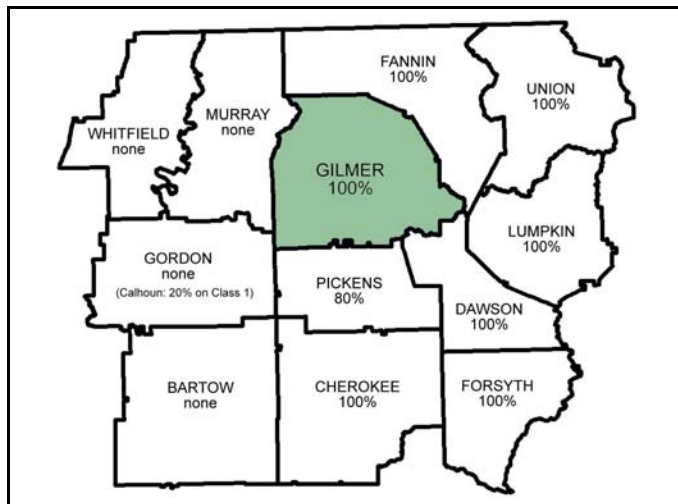 FANNIN
100%
UNION
100%
MURRAY
none
WHITFIELD
none
GILMER
100%
LUMPKIN
100%
GORDON
none
(Calhoun: 20% on Class 1)
PICKENS
80%
DAWSON
100%
BARTOW
none
CHEROKEE
100%
FORSYTH
100%